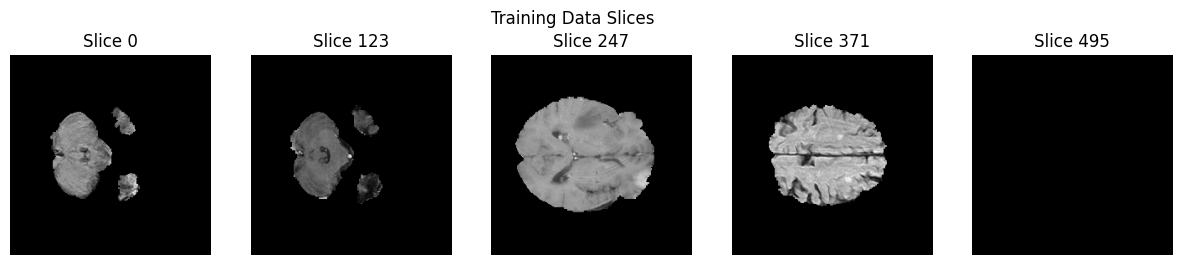 Training Data Slices
Slice 0
Slice 123
Slice 247
Slice 371
Slice 495